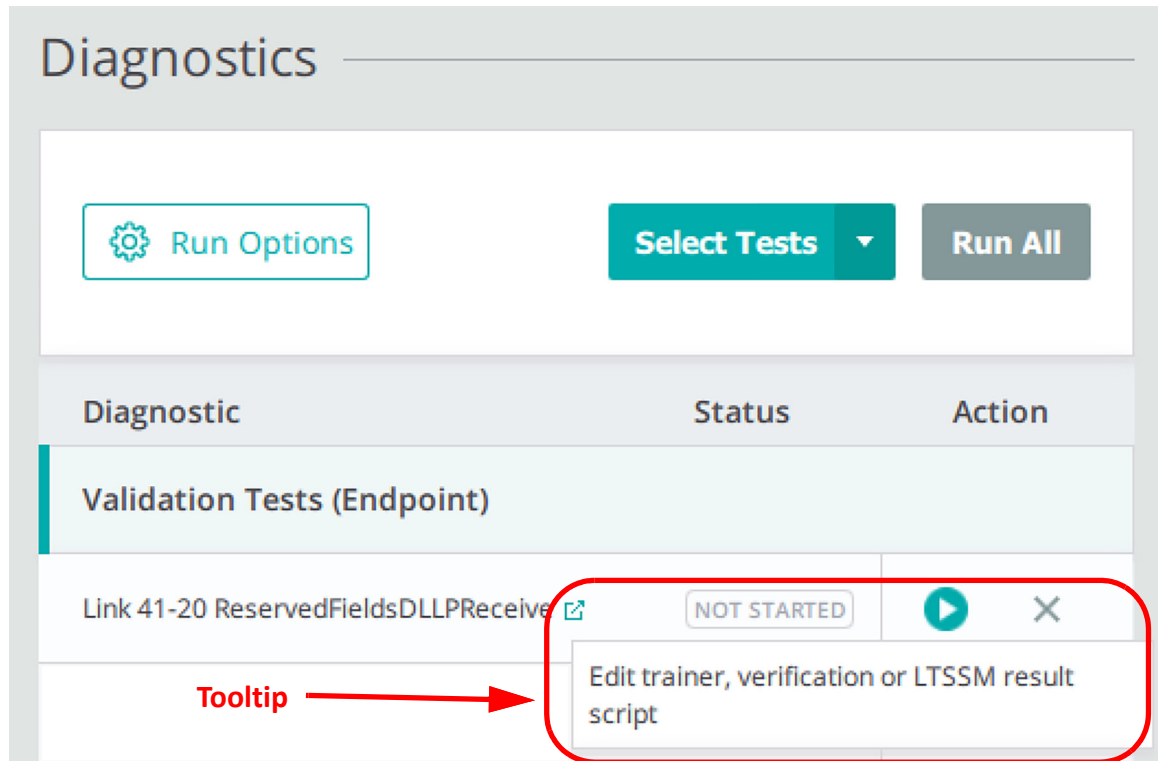 Diagnostics
Run Options
Select Tests
Run All
Diagnostic Status Action
Validation Tests (Endpoint)
Link 41-20 ReservedFieldsDLLPReceive NOT STARTED
Edit trainer, verification or LTSSM result
script
Tooltip